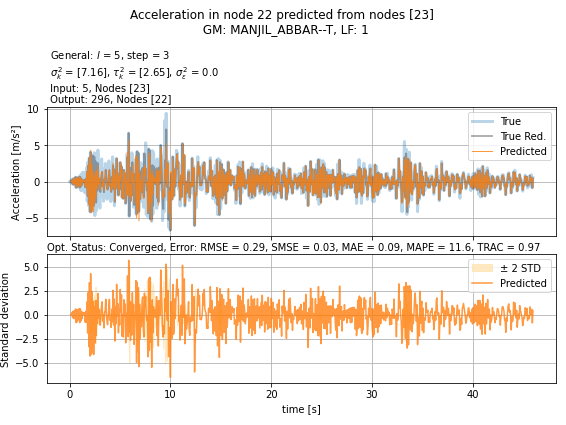 Acceleration in node 22 predicted from nodes [23]
GM: MANJIL_ABBAR--T, LF: 1
General: l = 5, step = 3
σ²ₖ = [7.16], τ²ₖ = [2.65], σ²ε = 0.0
Input: 5, Nodes [23]
Output: 296, Nodes [22]
Acceleration [m/s²]
10
5
0
−5
True
True Red.
Predicted
Opt. Status: Converged, Error: RMSE = 0.29, SMSE = 0.03, MAE = 0.09, MAPE = 11.6, TRAC = 0.97
Standard deviation
5.0
2.5
0.0
−2.5
−5.0
± 2 STD
Predicted
0
10
20
30
40
time [s]